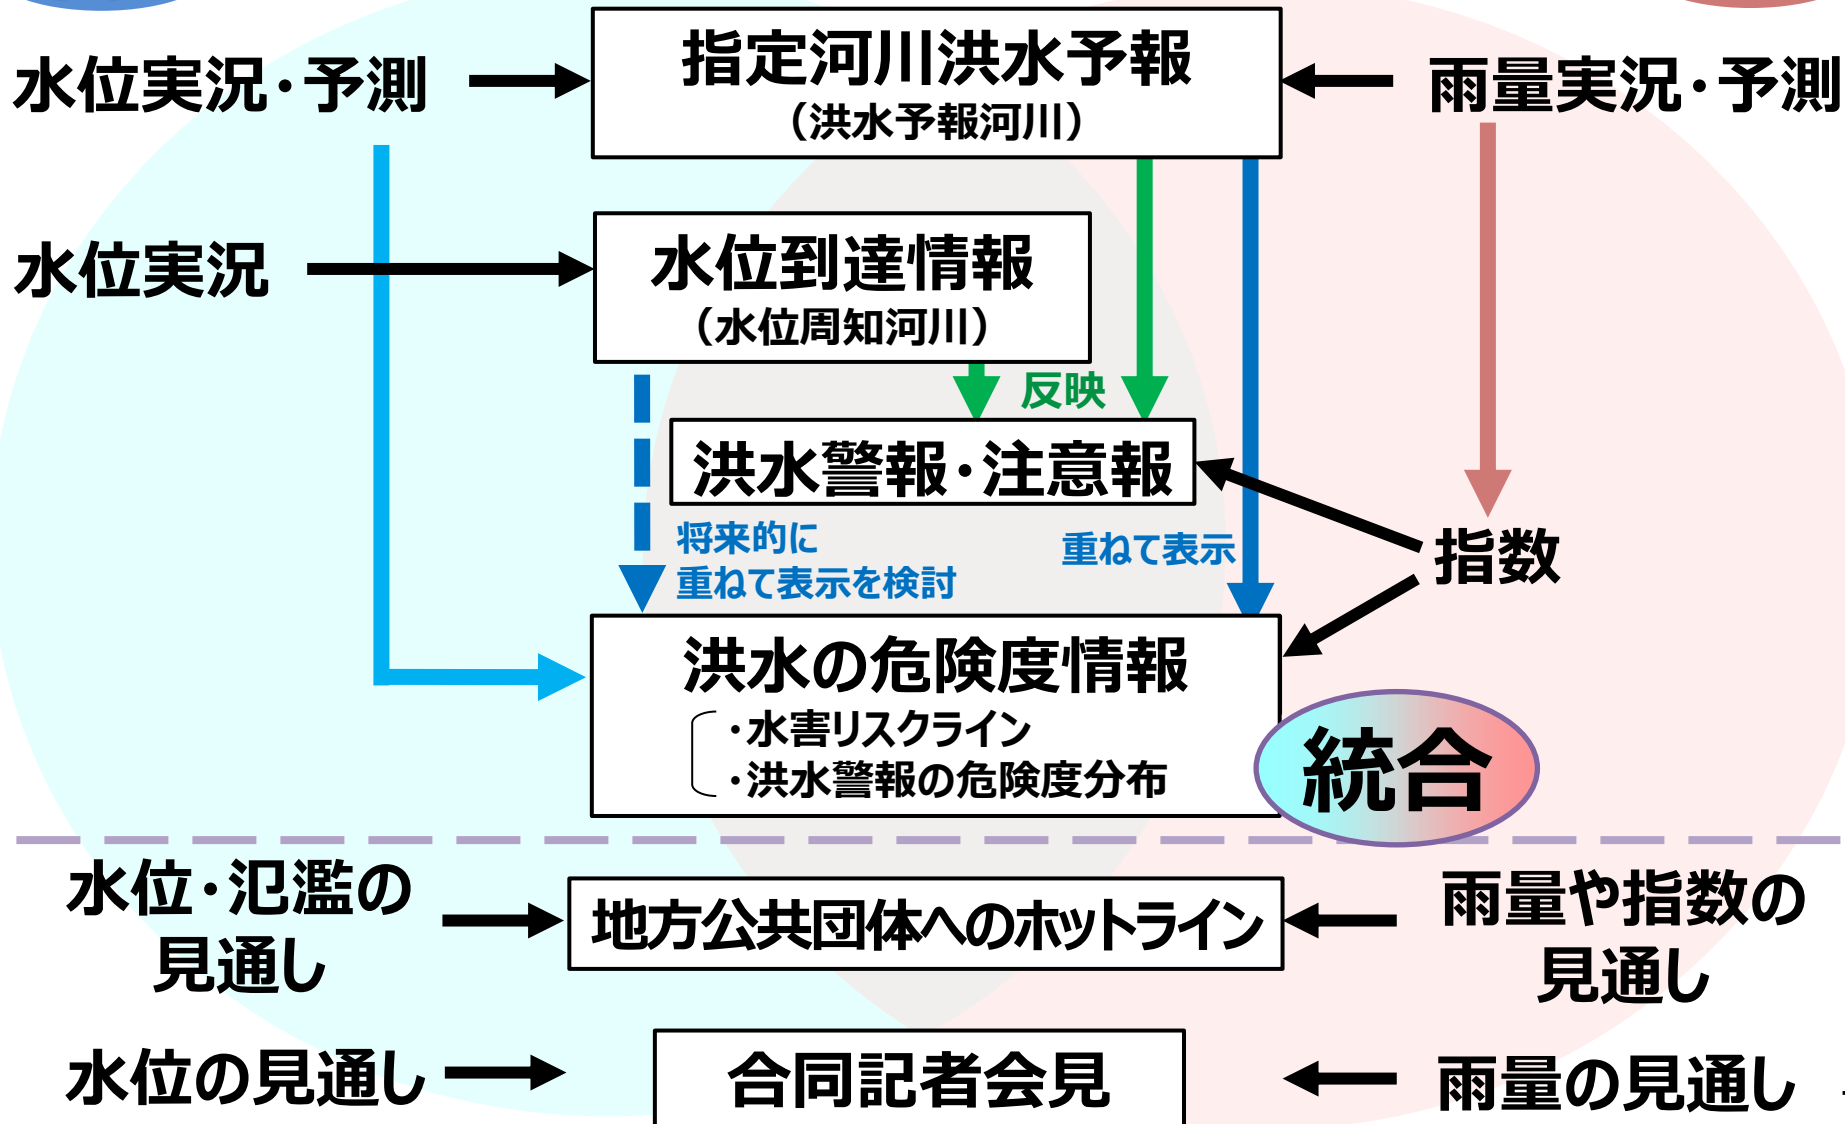 水位実況・予測
指定河川洪水予報
（洪水予報河川）
雨量実況・予測
水位実況
水位到達情報
（水位周知河川）
反映
洪水警報・注意報
将来的に
重ねて表示を検討
重ねて表示
指数
洪水の危険度情報
・水害リスクライン
・洪水警報の危険度分布
統合
水位・氾濫の
見通し
地方公共団体へのホットライン
雨量や指数の
見通し
水位の見通し
合同記者会見
雨量の見通し